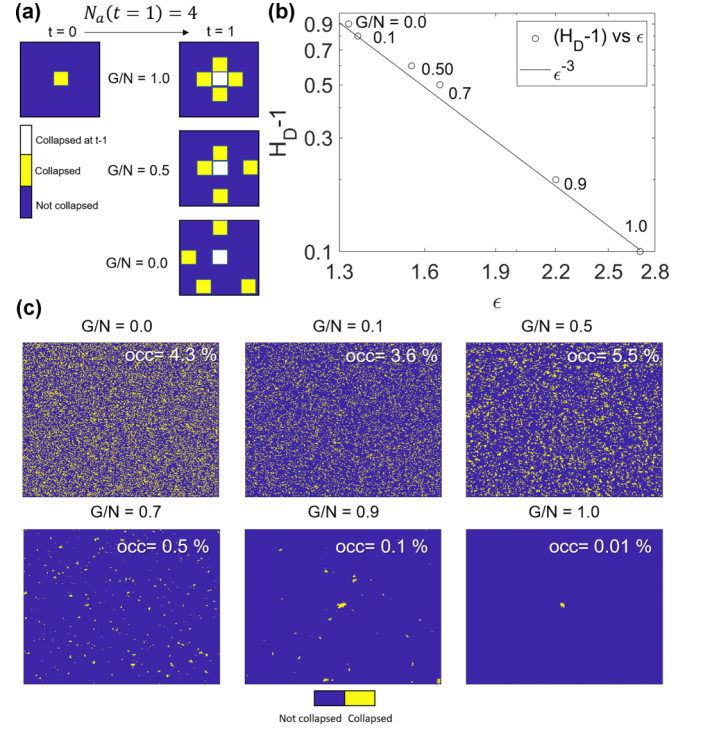 (a)
N_a(t = 1) = 4
t = 0
t = 1
G/N = 1.0
Collapsed at t-1
Collapsed
Not collapsed
G/N = 0.5
G/N = 0.0
(b)
0.9
0.7
0.5
0.3
0.1
H_D-1
G/N = 0.0
0.1
0.50
0.7
0.9
1.0
(H_D-1) vs ϵ
ϵ^-3
1.3
1.6
1.9
2.2
2.5
2.8
ϵ
(c)
G/N = 0.0
G/N = 0.1
G/N = 0.5
occ= 4.3 %
occ= 3.6 %
occ= 5.5 %
G/N = 0.7
G/N = 0.9
G/N = 1.0
occ= 0.5 %
occ= 0.1 %
occ= 0.01 %
Not collapsed
Collapsed